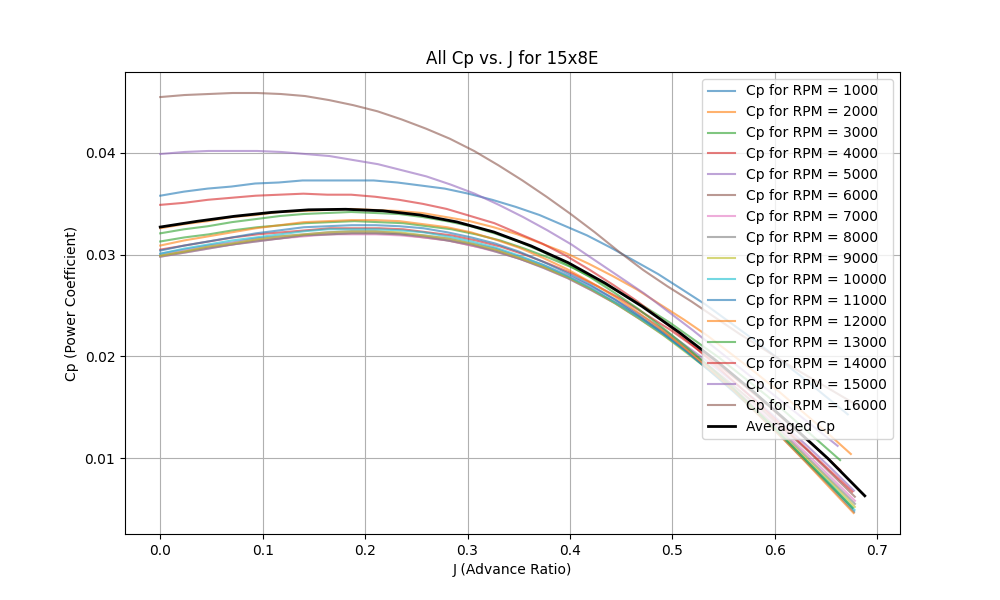 All Cp vs. J for 15x8E
Cp (Power Coefficient)
0.04
0.03
0.02
0.01
0.0 0.1 0.2 0.3 0.4 0.5 0.6 0.7
J (Advance Ratio)
Cp for RPM = 1000
Cp for RPM = 2000
Cp for RPM = 3000
Cp for RPM = 4000
Cp for RPM = 5000
Cp for RPM = 6000
Cp for RPM = 7000
Cp for RPM = 8000
Cp for RPM = 9000
Cp for RPM = 10000
Cp for RPM = 11000
Cp for RPM = 12000
Cp for RPM = 13000
Cp for RPM = 14000
Cp for RPM = 15000
Cp for RPM = 16000
Averaged Cp